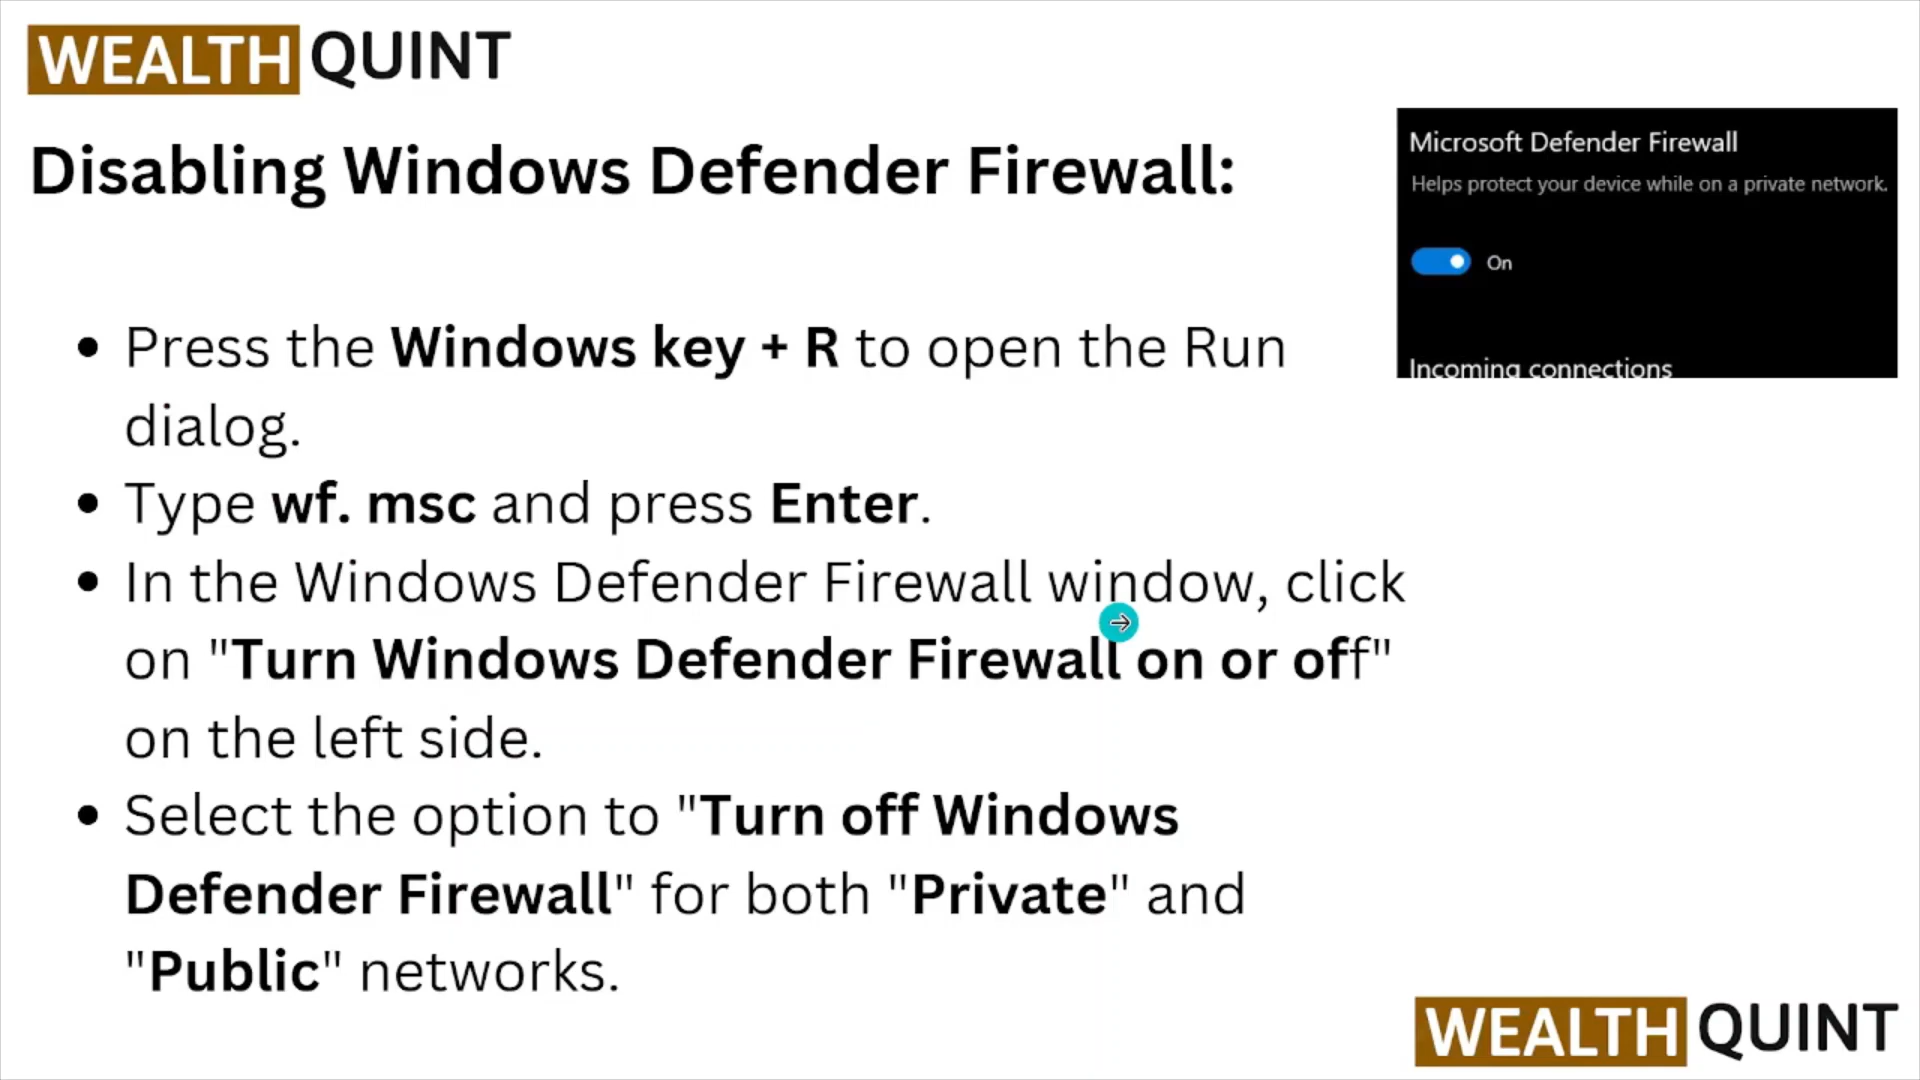 WEALTH QUINT
Disabling Windows Defender Firewall:
Microsoft Defender Firewall
Helps protect your device while on a private network.
On
Incoming connections
• Press the Windows key + R to open the Run
dialog.
• Type wf. msc and press Enter.
• In the Windows Defender Firewall window, click
on "Turn Windows Defender Firewall on or off"
on the left side.
• Select the option to "Turn off Windows
Defender Firewall" for both "Private" and
"Public" networks.
WEALTH QUINT